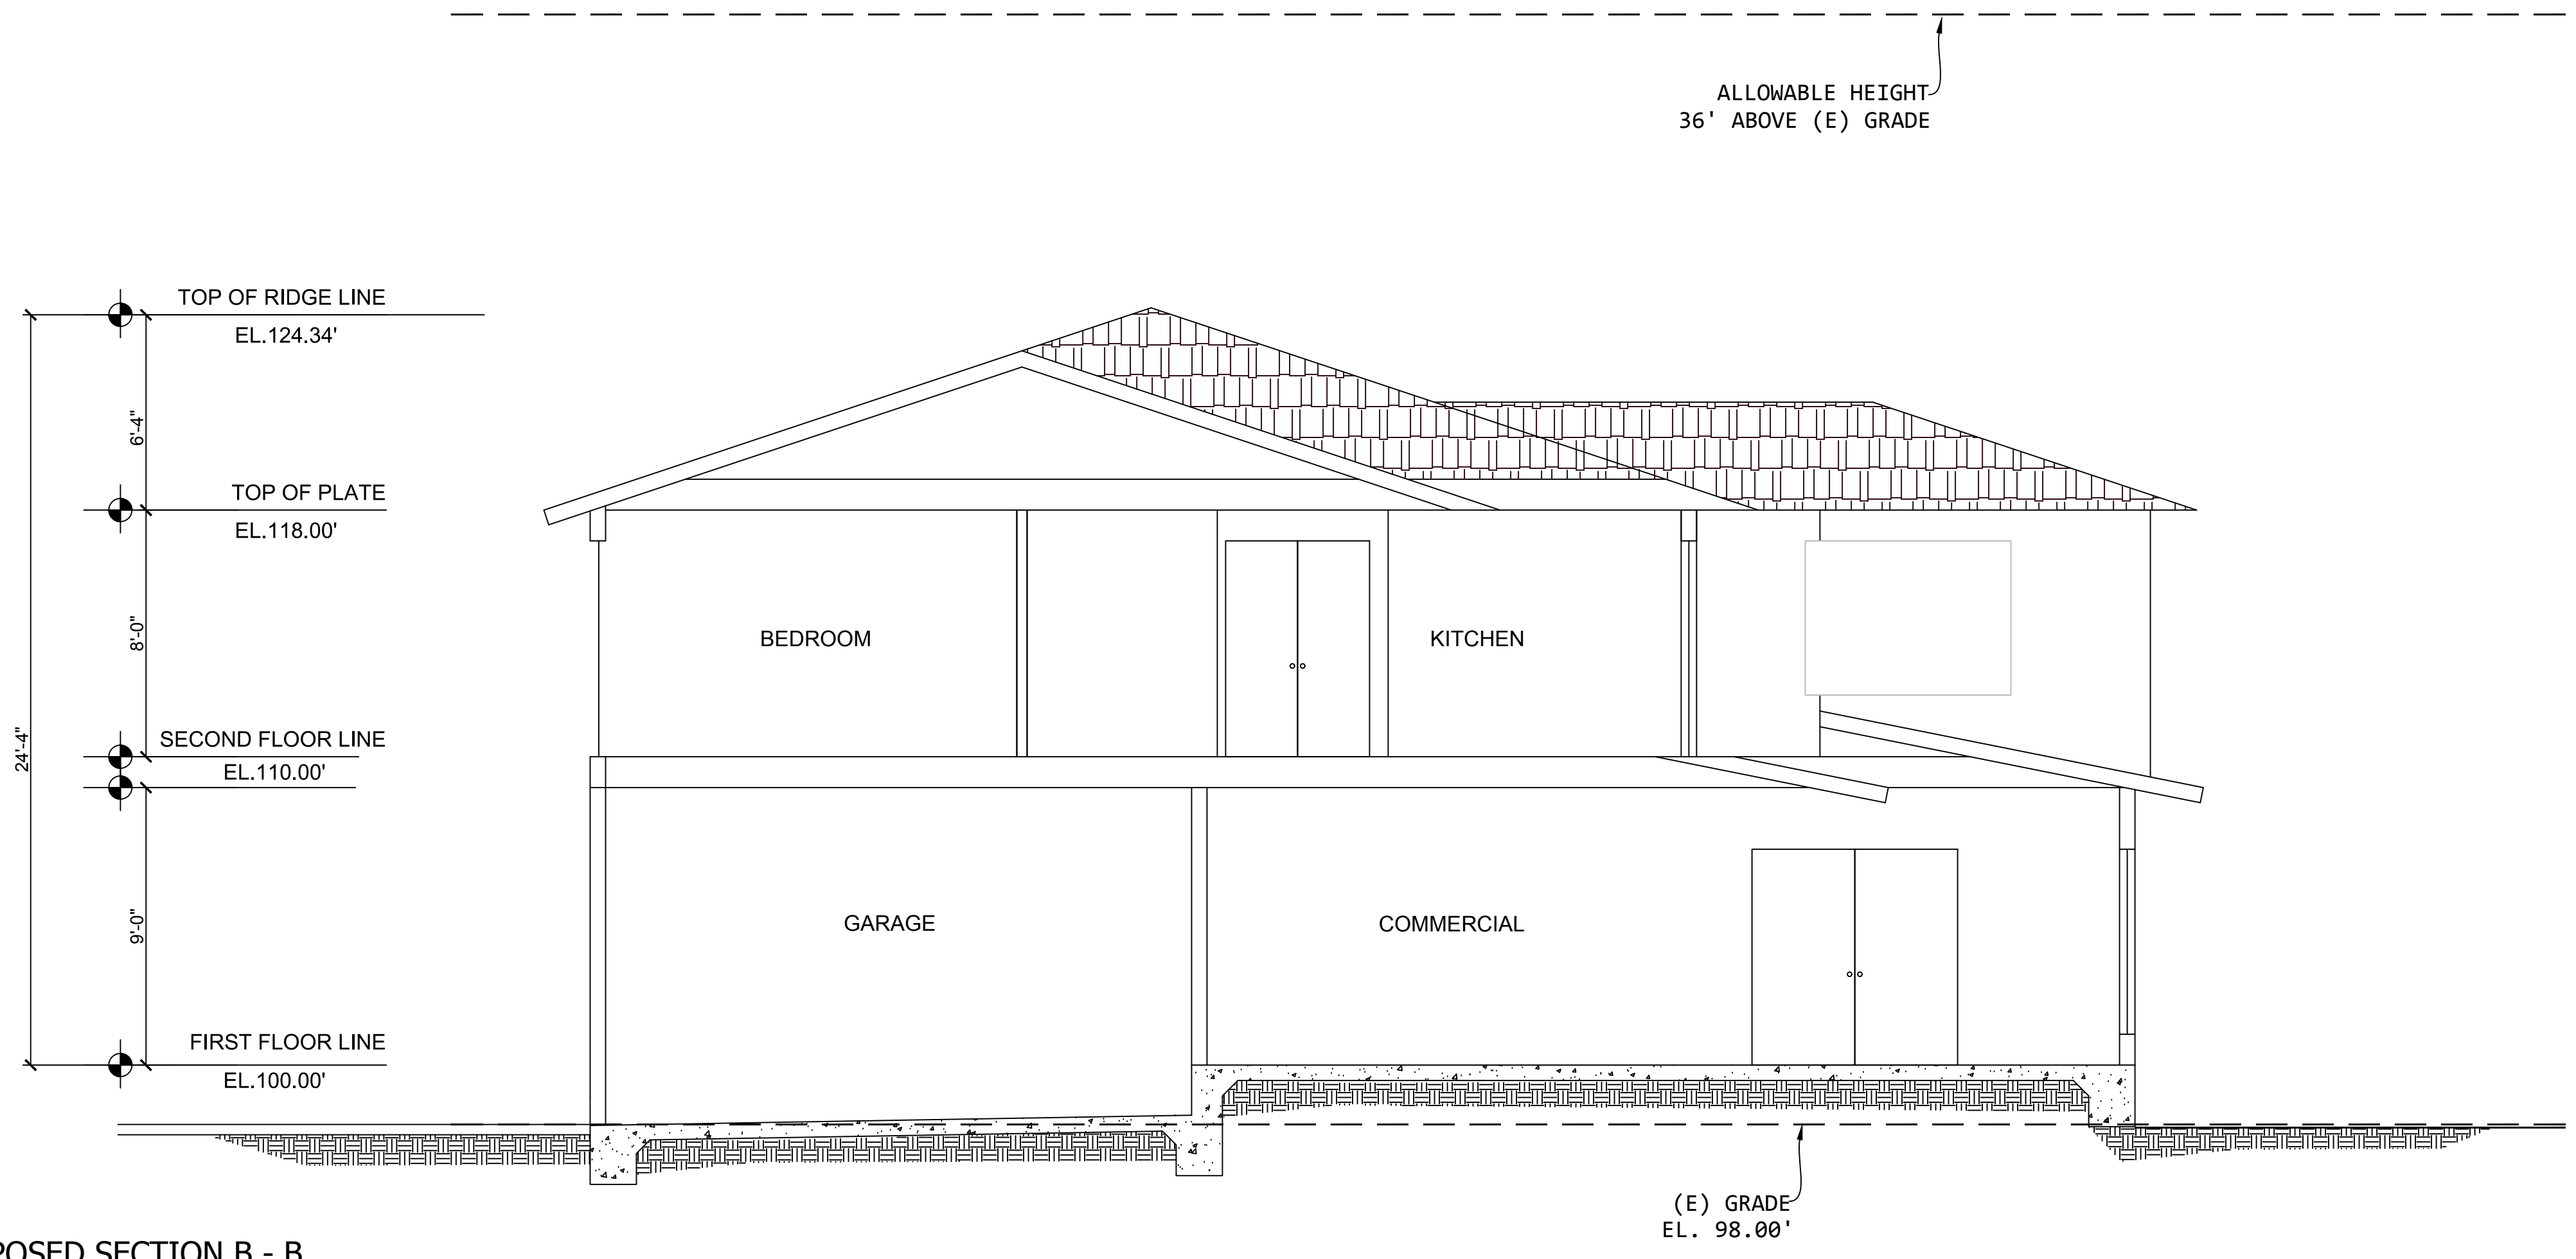 ALLOWABLE HEIGHT
36' ABOVE (E) GRADE
TOP OF RIDGE LINE
EL.124.34'
6'-4"
TOP OF PLATE
EL.118.00'
8'-0"
BEDROOM
KITCHEN
24'-4"
SECOND FLOOR LINE
EL.110.00'
9'-0"
GARAGE
COMMERCIAL
FIRST FLOOR LINE
EL.100.00'
(E) GRADE
EL. 98.00'
SECTION B - B